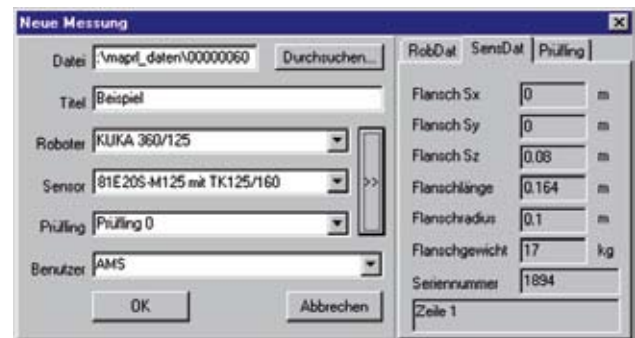 Neue Messung
Datei :\maprl_daten\00000060 Durchsuchen...
Titel Beispiel
Roboter KUKA 360/125
Sensor 81E20S-M125 mit TK125/160
>>
Prüfling Prüfling 0
Benutzer AMS
OK Abbrechen
RobDat SensDat Prüfling
Flansch Sx 0 m
Flansch Sy 0 m
Flansch Sz 0.08 m
Flanschlänge 0.164 m
Flanschradius 0.1 m
Flanschgewicht 17 kg
Seriennummer 1894
Zeile 1